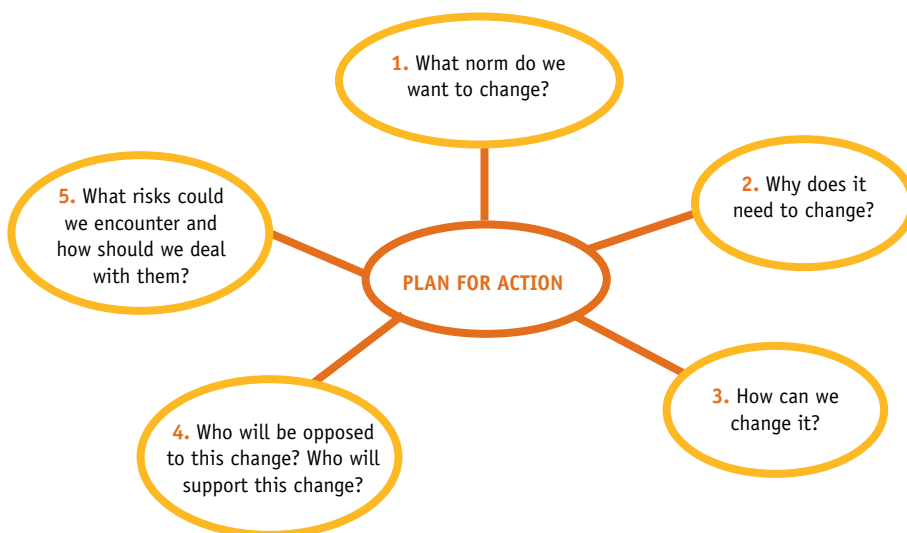 1. What norm do we
want to change?
2. Why does it
need to change?
3. How can we
change it?
4. Who will be opposed
to this change? Who will
support this change?
5. What risks could
we encounter and
how should we deal
with them?
PLAN FOR ACTION